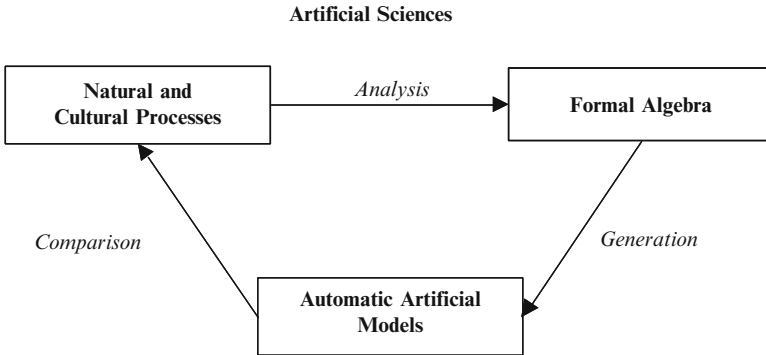 Artificial Sciences
Natural and
Cultural Processes
Analysis
Formal Algebra
Comparison
Generation
Automatic Artificial
Models